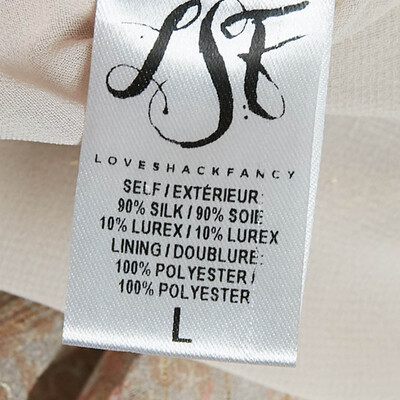 LSF
LOVESHACKFANCY
SELF / EXTÉRIEUR:
90% SILK / 90% SOIE
10% LUREX / 10% LUREX
LINING / DOUBLURE:
100% POLYESTER /
100% POLYESTER
L